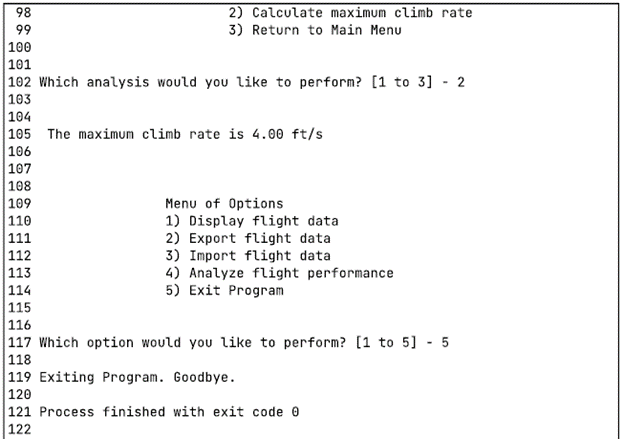 98 2) Calculate maximum climb rate
99 3) Return to Main Menu
100
101
102 Which analysis would you like to perform? [1 to 3] - 2
103
104
105 The maximum climb rate is 4.00 ft/s
106
107
108
109 Menu of Options
110 1) Display flight data
111 2) Export flight data
112 3) Import flight data
113 4) Analyze flight performance
114 5) Exit Program
115
116
117 Which option would you like to perform? [1 to 5] - 5
118
119 Exiting Program. Goodbye.
120
121 Process finished with exit code 0
122